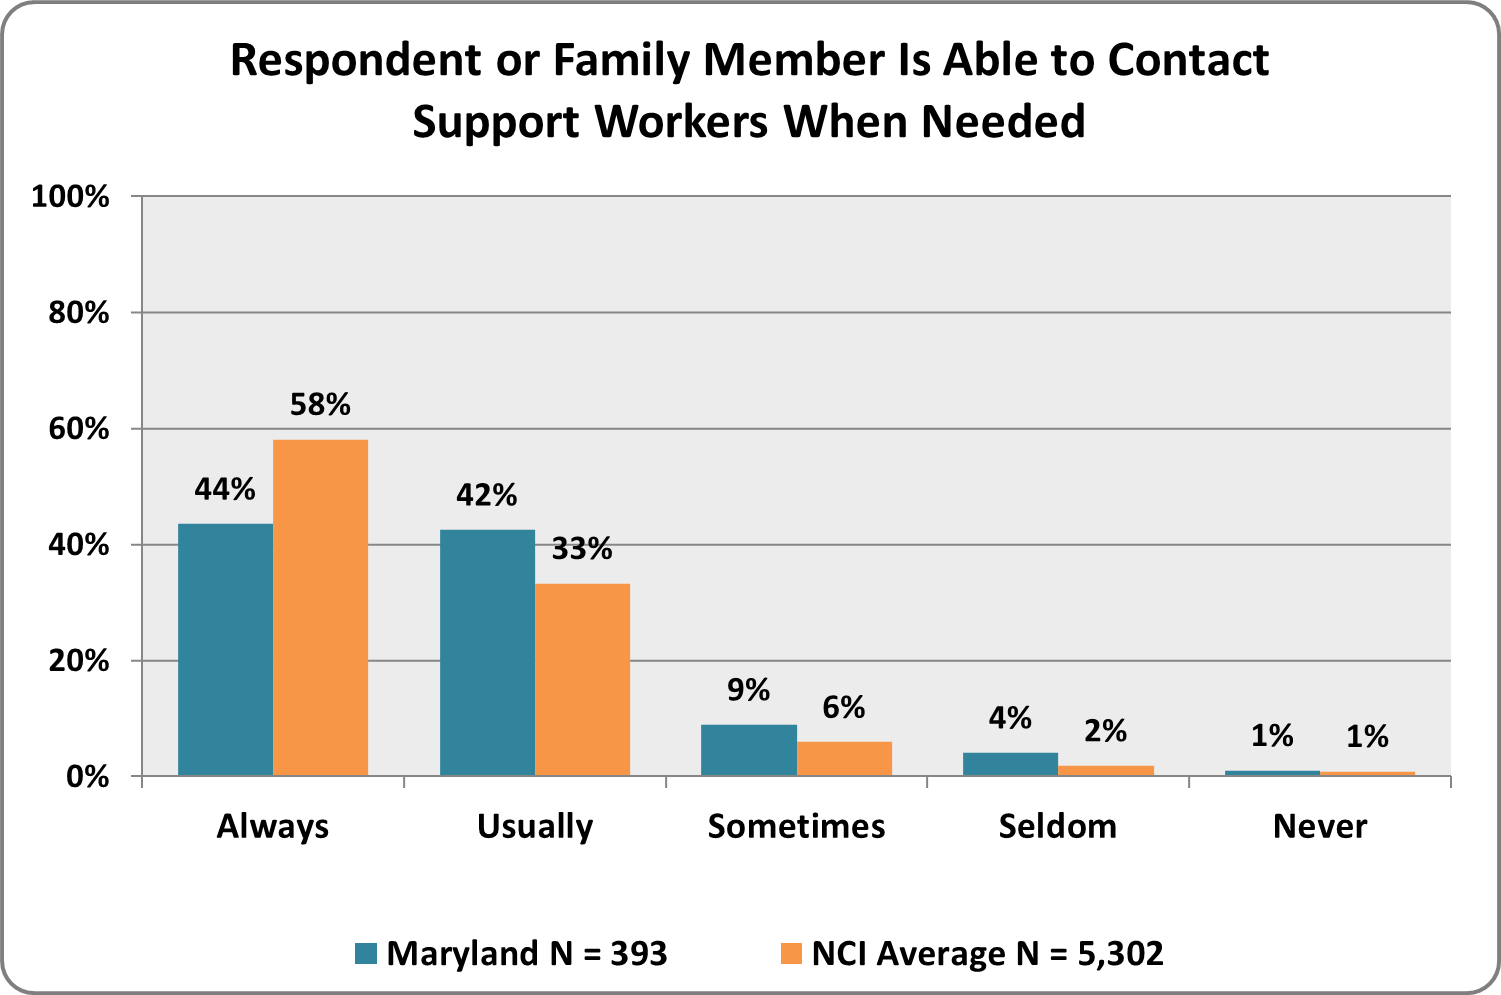 Respondent or Family Member Is Able to Contact
Support Workers When Needed
100%
80%
60%
40%
20%
0%
44%
58%
42%
33%
9%
6%
4%
2%
1%
1%
Always
Usually
Sometimes
Seldom
Never
Maryland N = 393
NCI Average N = 5,302